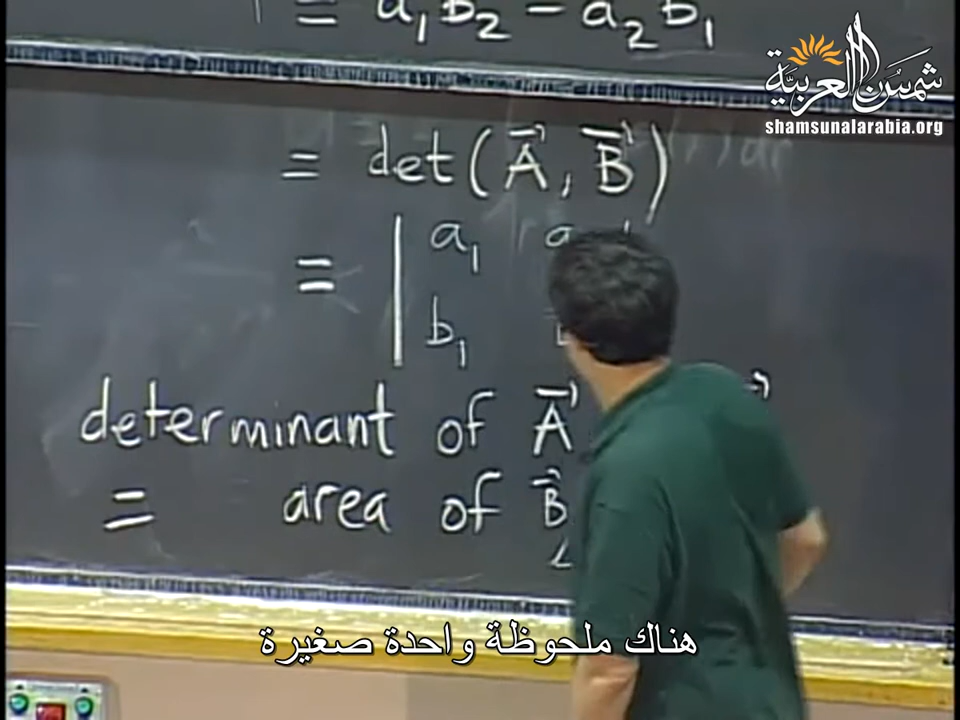 = a₁b₂ - a₂b₁
شمس العربية
shamsunalarabia.org
= det(A⃗, B⃗)
= | a₁ a
b₁
determinant of A⃗
= area of B⃗
هناك ملحوظة واحدة صغيرة